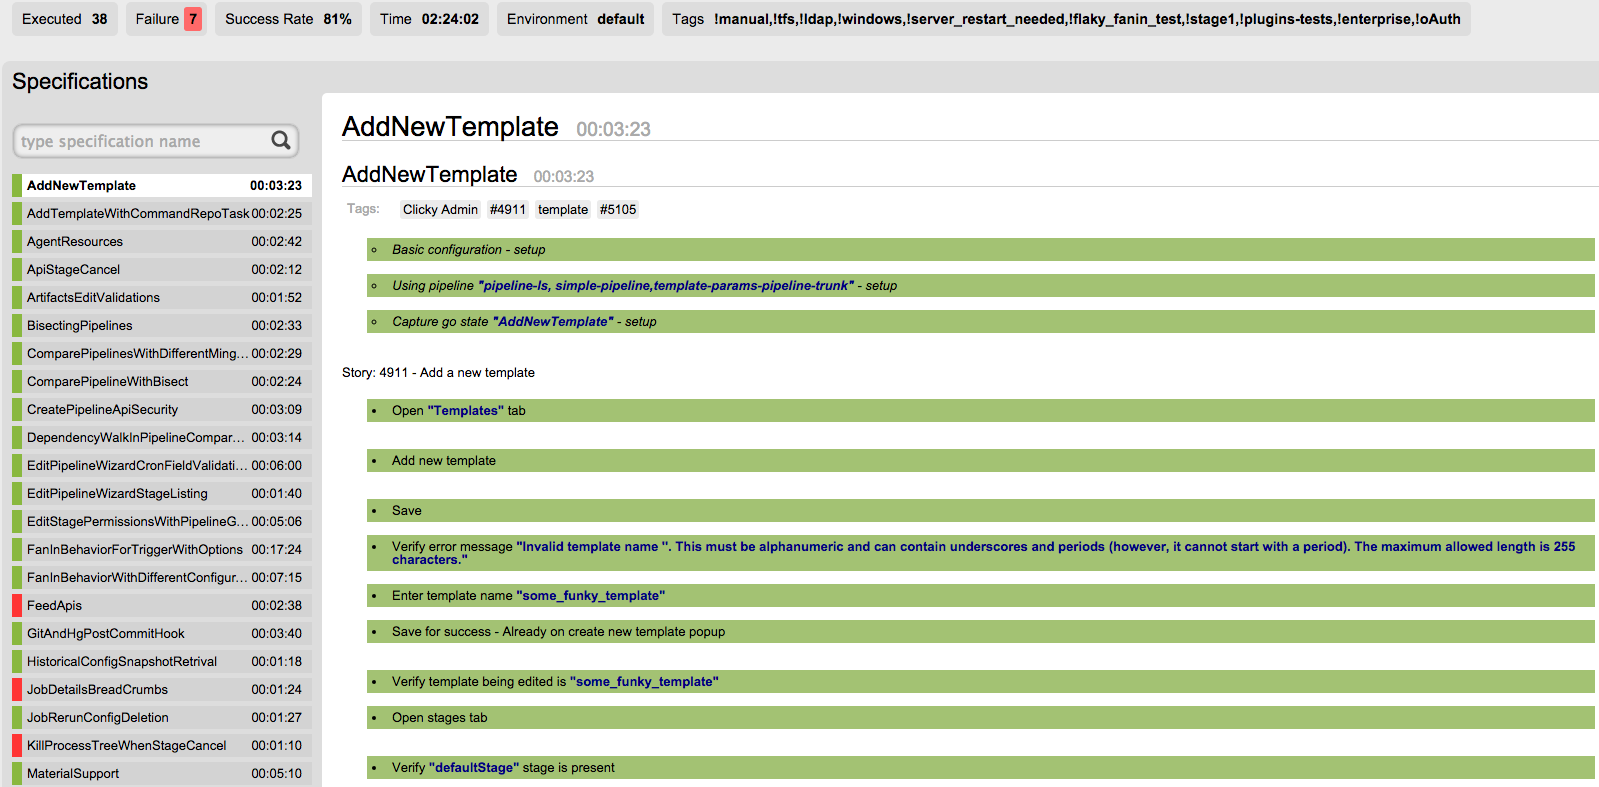 Executed 38 Failure 7 Success Rate 81% Time 02:24:02 Environment default Tags !manual,!tfs,!ldap,!windows,!server_restart_needed,!flaky_fanin_test,!stage1,!plugins-tests,!enterprise,!oAuth
Specifications
type specification name
AddNewTemplate 00:03:23
AddTemplateWithCommandRepoTask 00:02:25
AgentResources 00:02:42
ApiStageCancel 00:02:12
ArtifactsEditValidations 00:01:52
BisectingPipelines 00:02:33
ComparePipelinesWithDifferentMing... 00:02:29
ComparePipelineWithBisect 00:02:24
CreatePipelineApiSecurity 00:03:09
DependencyWalkInPipelineCompar... 00:03:14
EditPipelineWizardCronFieldValidati... 00:06:00
EditPipelineWizardStageListing 00:01:40
EditStagePermissionsWithPipelineG... 00:05:06
FanInBehaviorForTriggerWithOptions 00:17:24
FanInBehaviorWithDifferentConfigur... 00:07:15
FeedApis 00:02:38
GitAndHgPostCommitHook 00:03:40
HistoricalConfigSnapshotRetrival 00:01:18
JobDetailsBreadCrumbs 00:01:24
JobRerunConfigDeletion 00:01:27
KillProcessTreeWhenStageCancel 00:01:10
MaterialSupport 00:05:10
AddNewTemplate 00:03:23
AddNewTemplate 00:03:23
Tags: Clicky Admin #4911 template #5105
Basic configuration - setup
Using pipeline "pipeline-ls, simple-pipeline,template-params-pipeline-trunk" - setup
Capture go state "AddNewTemplate" - setup
Story: 4911 - Add a new template
Open "Templates" tab
Add new template
Save
Verify error message "Invalid template name ''. This must be alphanumeric and can contain underscores and periods (however, it cannot start with a period). The maximum allowed length is 255
characters."
Enter template name "some_funky_template"
Save for success - Already on create new template popup
Verify template being edited is "some_funky_template"
Open stages tab
Verify "defaultStage" stage is present